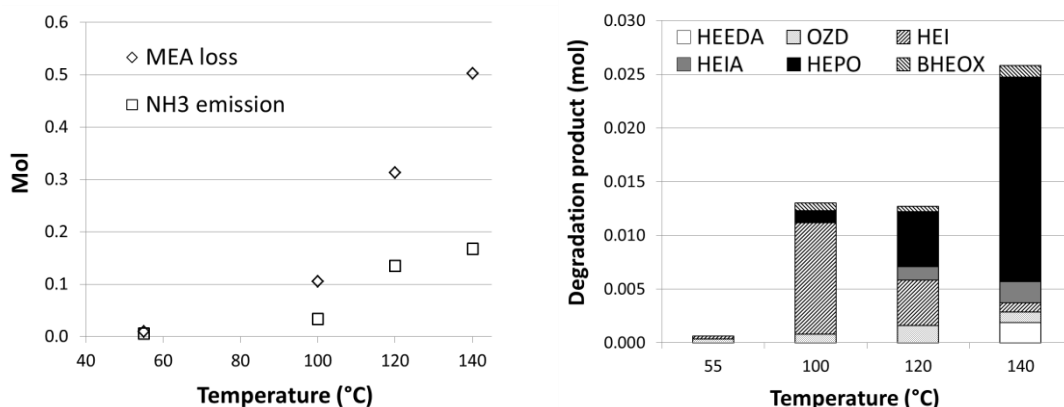 0.6
0.5
0.4
0.3
0.2
0.1
0.0
Mol
MEA loss
NH3 emission
40 60 80 100 120 140
Temperature (°C)
0.030
0.025
0.020
0.015
0.010
0.005
0.000
Degradation product (mol)
HEEDA OZD HEI
HEIA HEPO BHEOX
55 100 120 140
Temperature (°C)